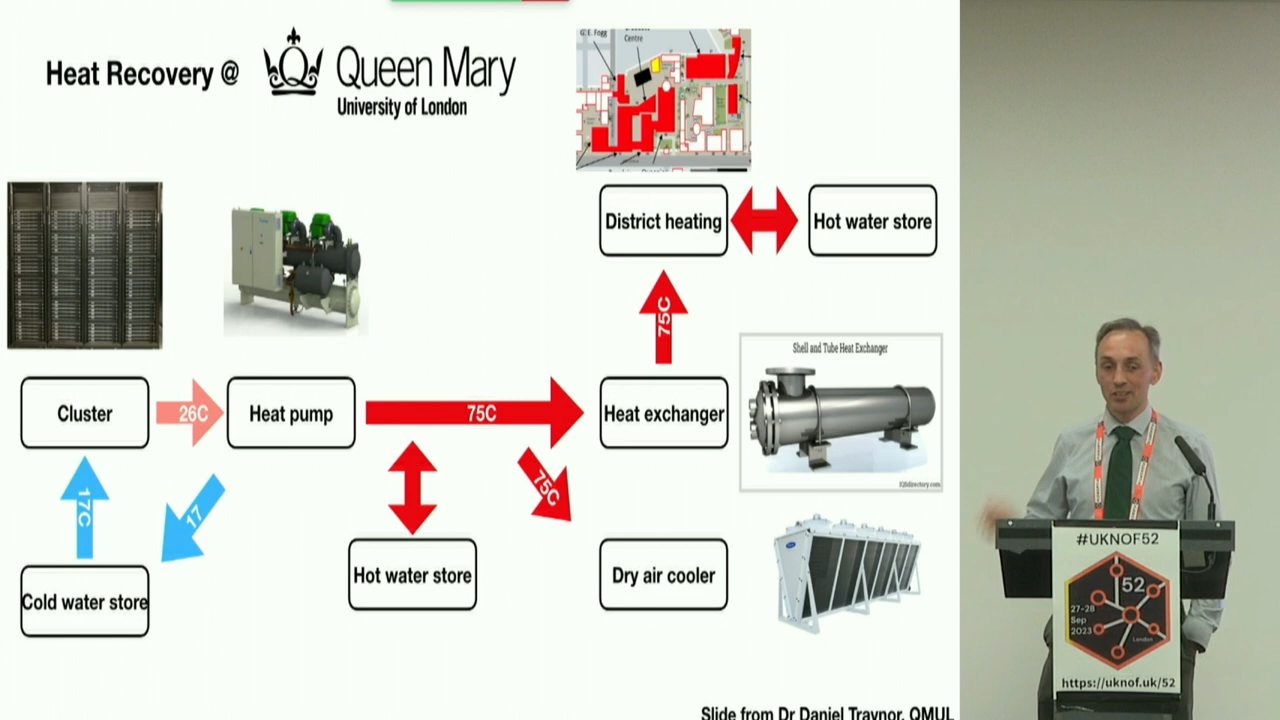 Heat Recovery @
Queen Mary
University of London
G. E. Fogg
Centre
District heating
Hot water store
75C
Shell and Tube Heat Exchanger
Cluster
26C
Heat pump
75C
Heat exchanger
17C
17
75C
Cold water store
Hot water store
Dry air cooler
Slide from Dr Daniel Traynor, QMUL
#UKNOF52
52
27-28
Sep
2023
London
https://uknof.uk/52